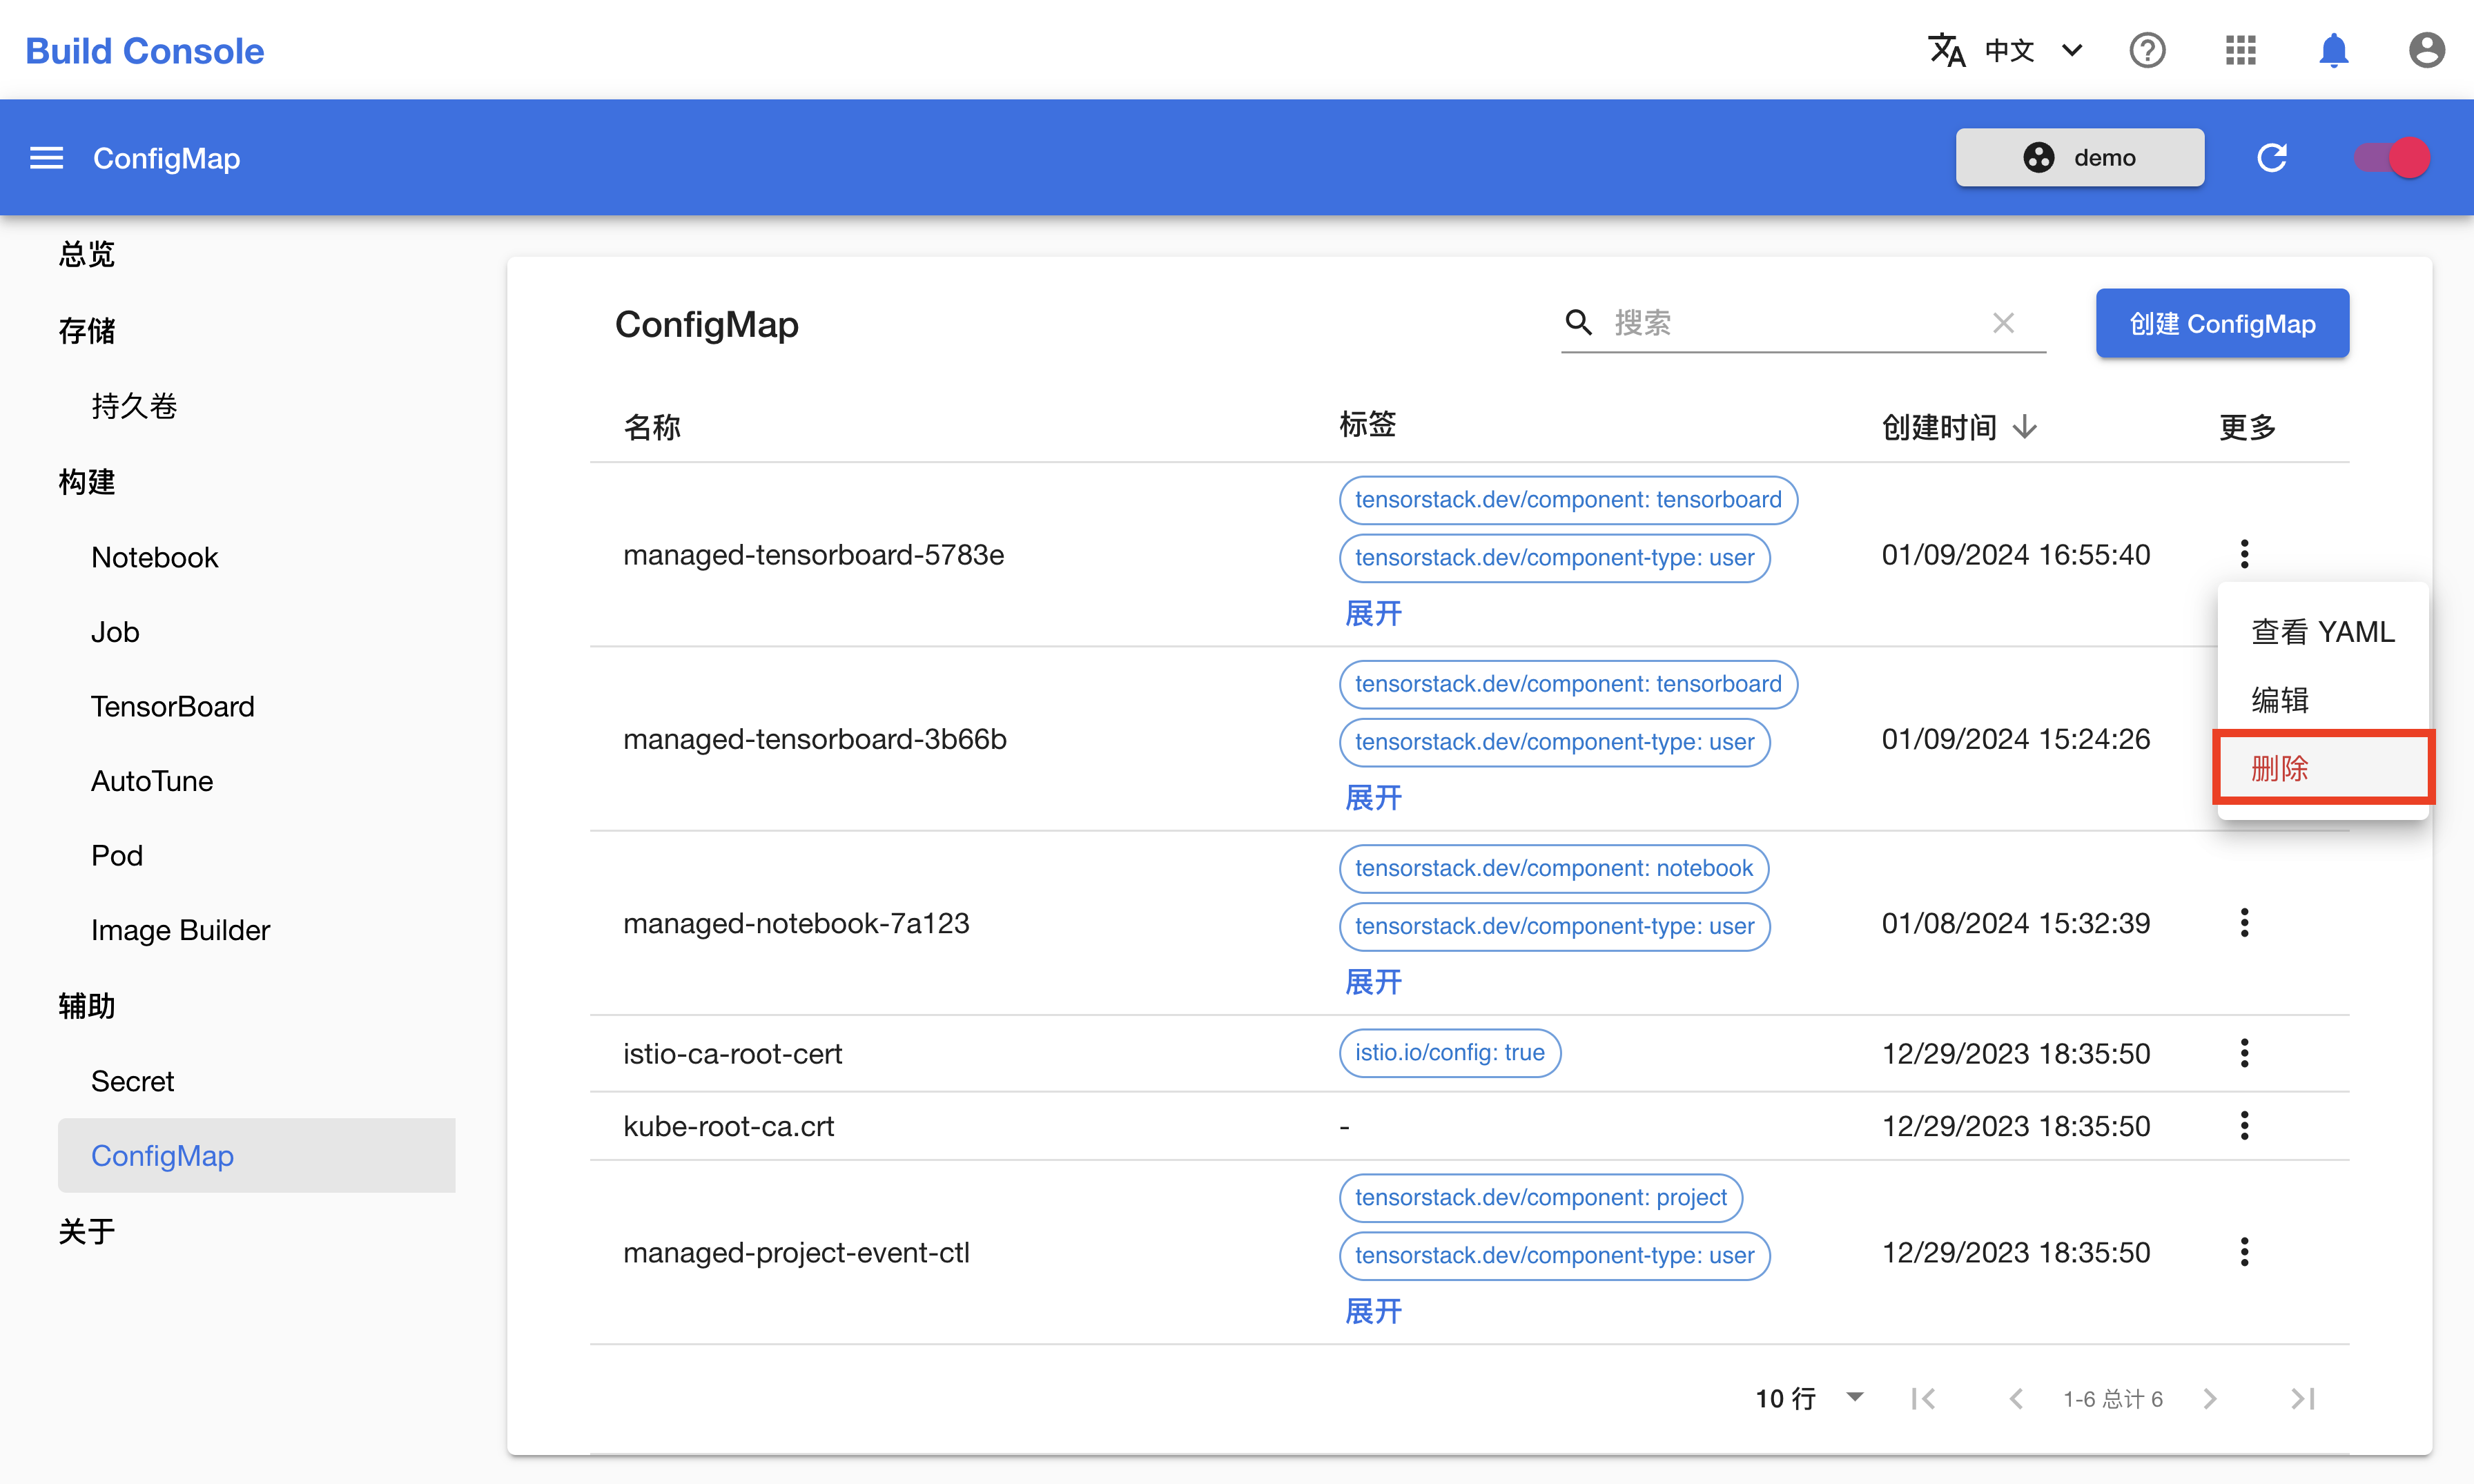 Build Console
中文
ConfigMap
demo
总览
存储
持久卷
构建
Notebook
Job
TensorBoard
AutoTune
Pod
Image Builder
辅助
Secret
ConfigMap
关于
ConfigMap
搜索
创建 ConfigMap
名称 标签 创建时间 更多
tensorstack.dev/component: tensorboard
managed-tensorboard-5783e tensorstack.dev/component-type: user 01/09/2024 16:55:40
展开
查看 YAML
编辑
删除
tensorstack.dev/component: tensorboard
managed-tensorboard-3b66b tensorstack.dev/component-type: user 01/09/2024 15:24:26
展开
tensorstack.dev/component: notebook
managed-notebook-7a123 tensorstack.dev/component-type: user 01/08/2024 15:32:39
展开
istio-ca-root-cert istio.io/config: true 12/29/2023 18:35:50
kube-root-ca.crt - 12/29/2023 18:35:50
tensorstack.dev/component: project
managed-project-event-ctl tensorstack.dev/component-type: user 12/29/2023 18:35:50
展开
10 行 1-6 总计 6